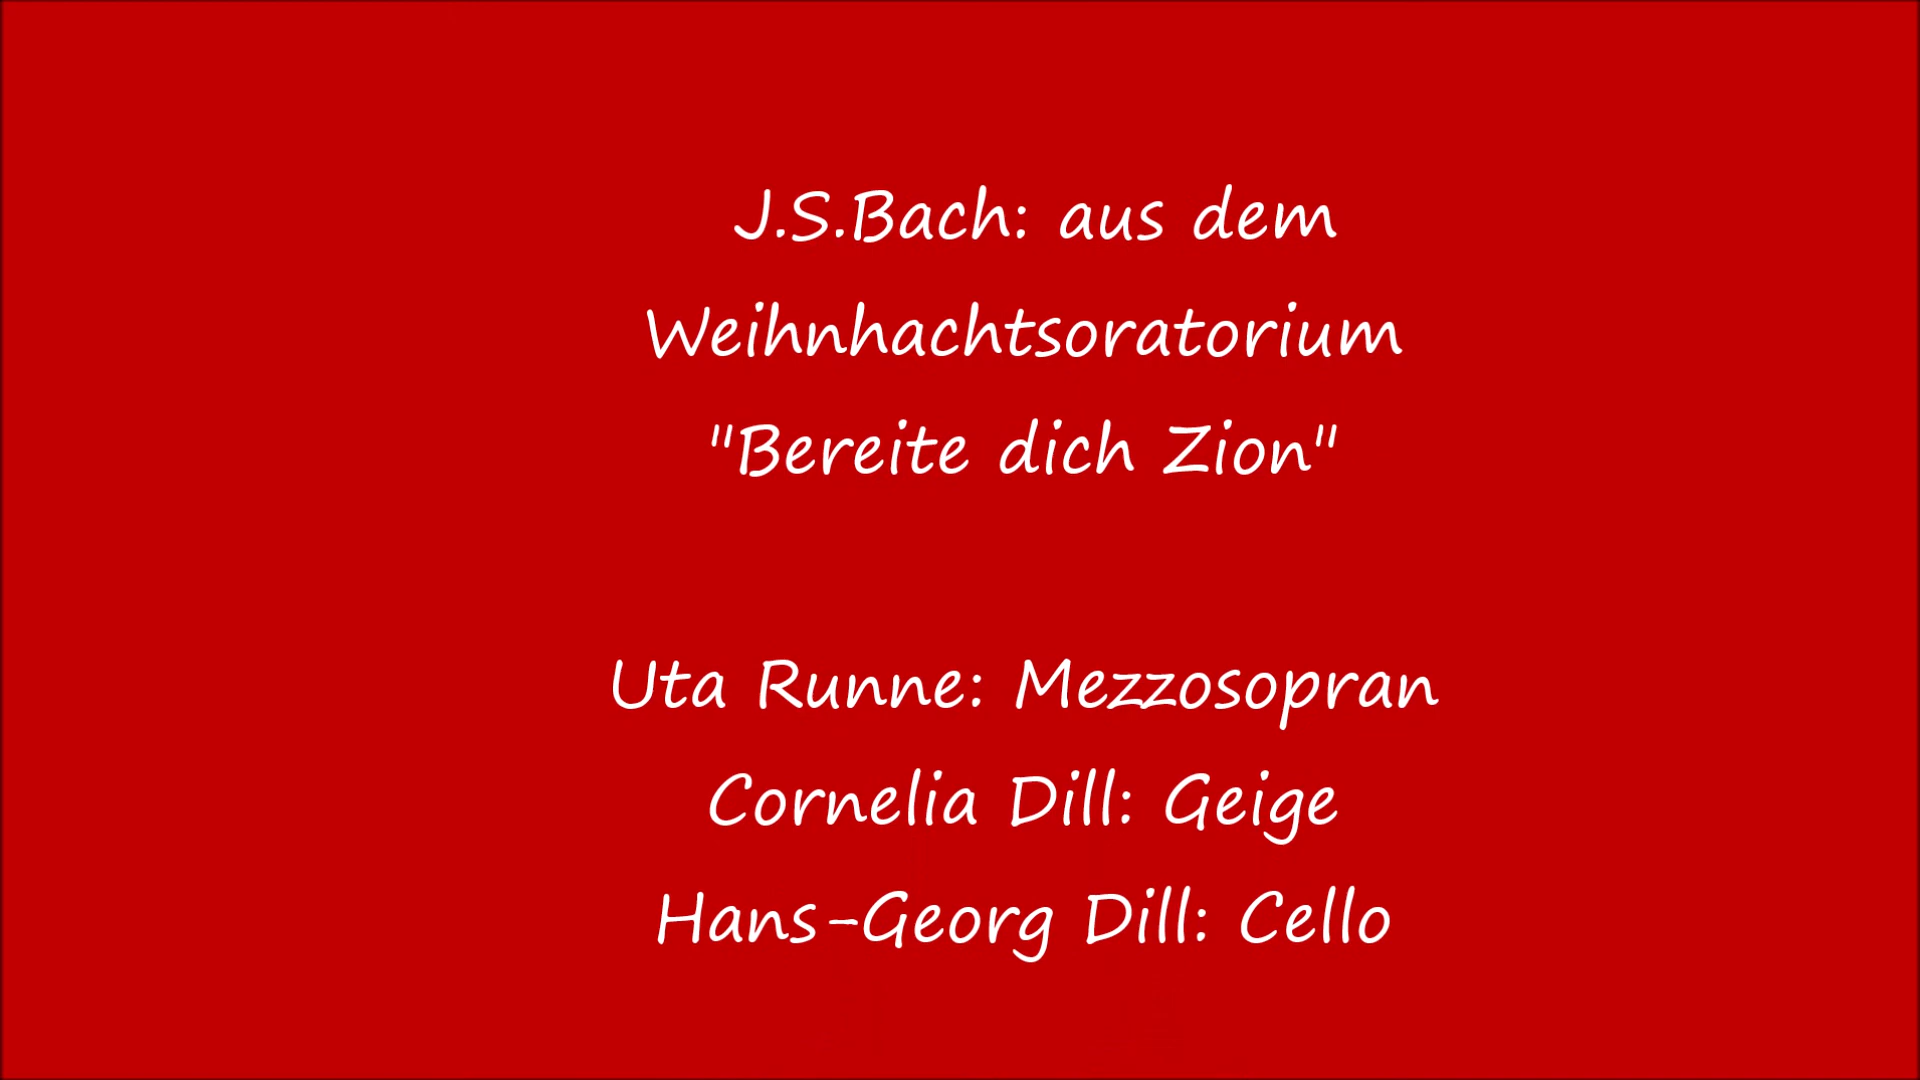 J.S.Bach: aus dem
Weihnhachtsoratorium
"Bereite dich Zion"
Uta Runne: Mezzosopran
Cornelia Dill: Geige
Hans-Georg Dill: Cello